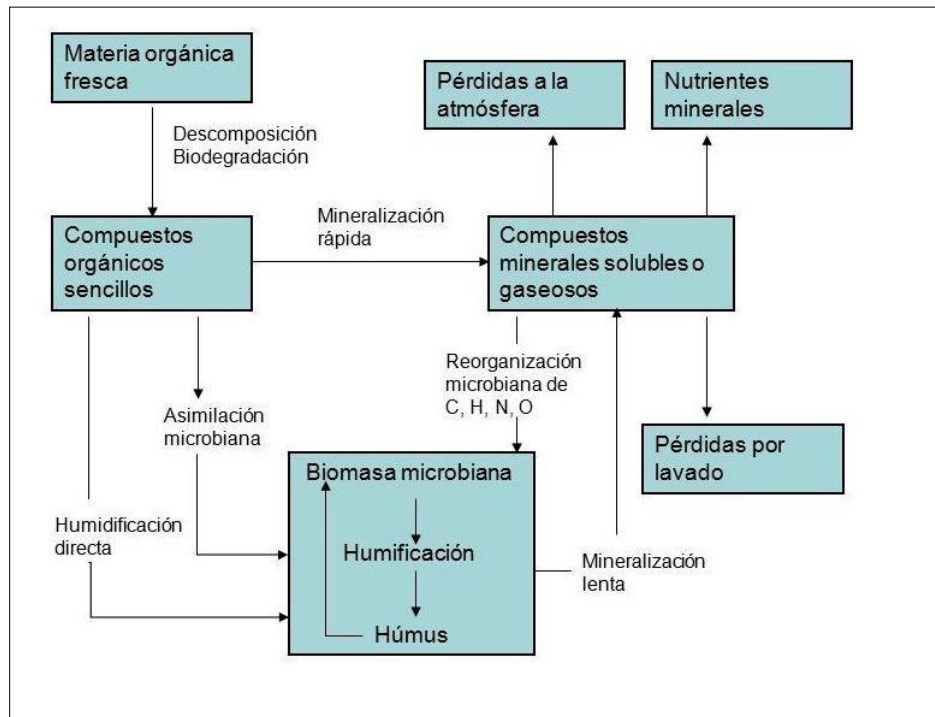 Materia orgánica
fresca
Pérdidas a la
atmósfera
Nutrientes
minerales
Descomposición
Biodegradación
Compuestos
orgánicos
sencillos
Mineralización
rápida
Compuestos
minerales solubles o
gaseosos
Reorganización
microbiana de
C, H, N, O
Asimilación
microbiana
Pérdidas por
lavado
Biomasa microbiana
Humidificación
directa
Humificación
Mineralización
lenta
Húmus